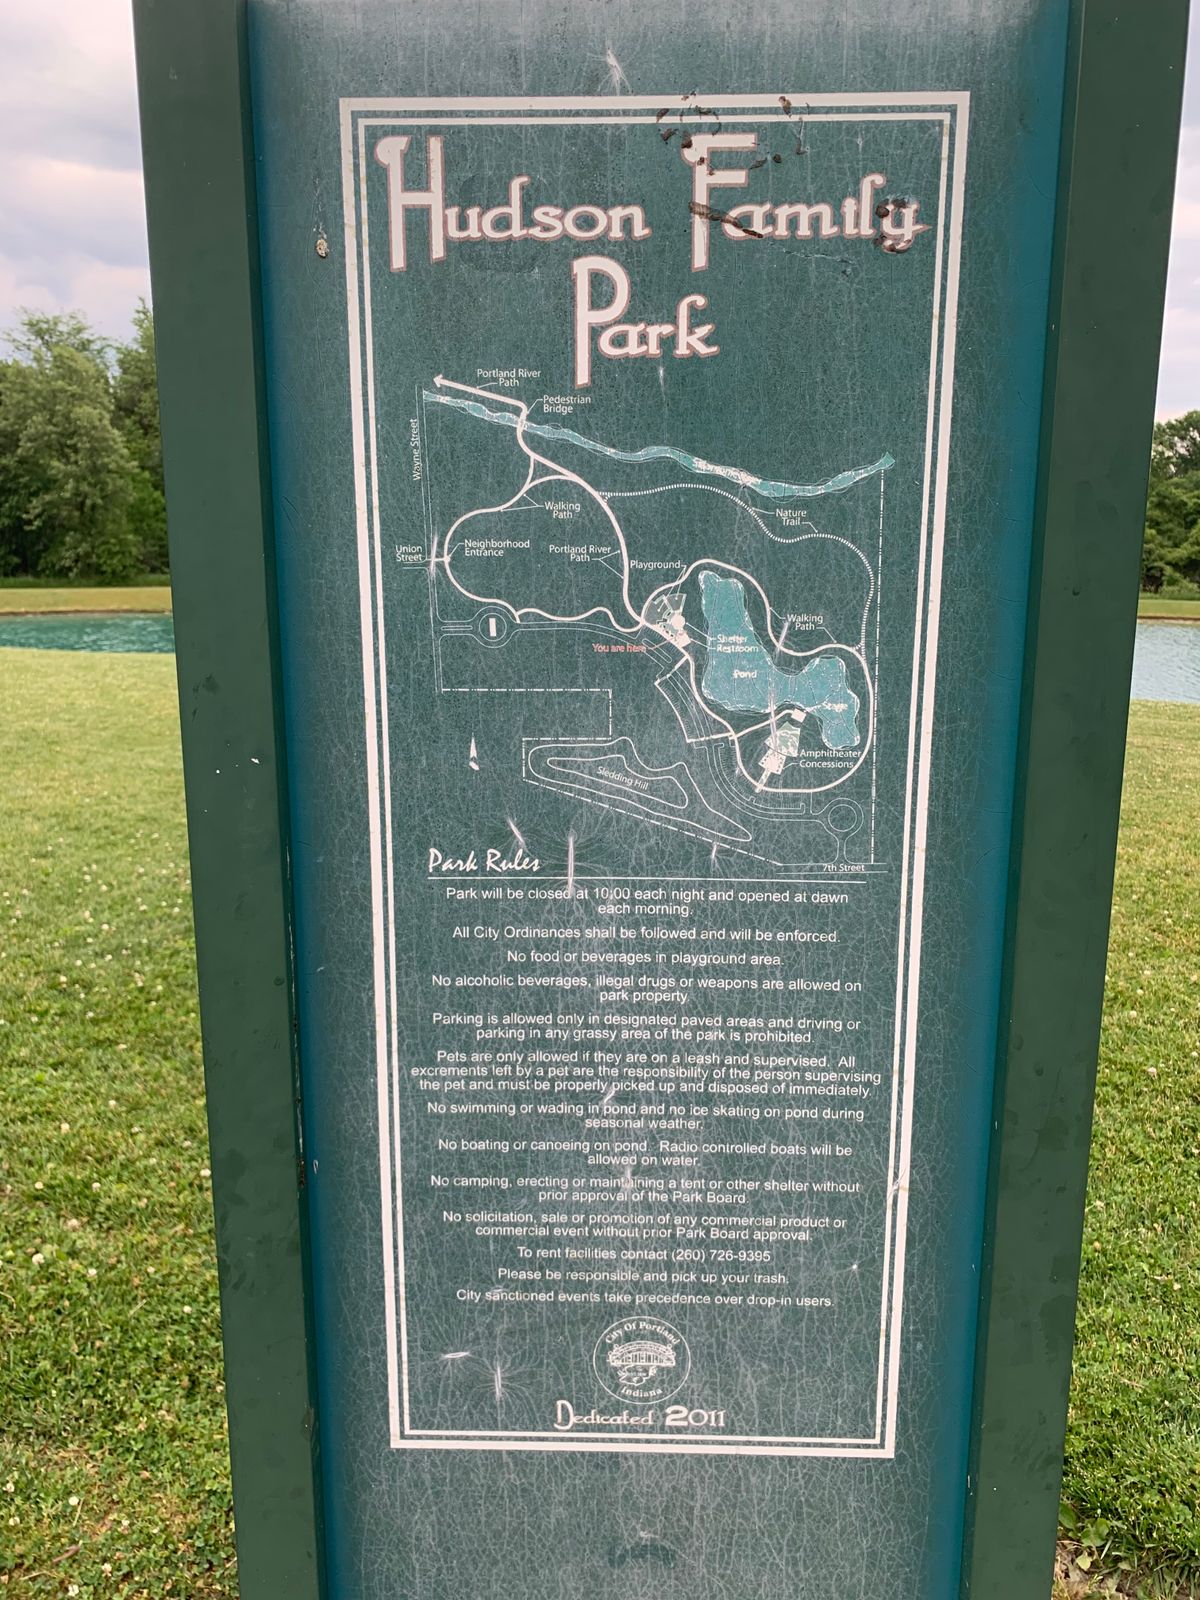 Hudson Family
Park
Portland River
Path
Pedestrian
Bridge
Wayne Street
Walking
Path
Nature
Trail
Union
Street
Neighborhood
Entrance
Portland River
Path
Playground
Walking
Path
Shelter
Restroom
You are here
Pond
Stage
Amphitheater
Concessions
Sledding Hill
7th Street
Park Rules
Park will be closed at 10:00 each night and opened at dawn
each morning.
All City Ordinances shall be followed and will be enforced.
No food or beverages in playground area.
No alcoholic beverages, illegal drugs or weapons are allowed on
park property.
Parking is allowed only in designated paved areas and driving or
parking in any grassy area of the park is prohibited.
Pets are only allowed if they are on a leash and supervised. All
excrements left by a pet are the responsibility of the person supervising
the pet and must be properly picked up and disposed of immediately.
No swimming or wading in pond and no ice skating on pond during
seasonal weather.
No boating or canoeing on pond. Radio controlled boats will be
allowed on water.
No camping, erecting or maintaining a tent or other shelter without
prior approval of the Park Board.
No solicitation, sale or promotion of any commercial product or
commercial event without prior Park Board approval.
To rent facilities contact (260) 726-9395
Please be responsible and pick up your trash.
City sanctioned events take precedence over drop-in users.
City Of Portland
Indiana
Dedicated 2011